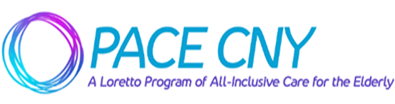 PACE CNY
A Loretto Program of All-Inclusive Care for the Elderly